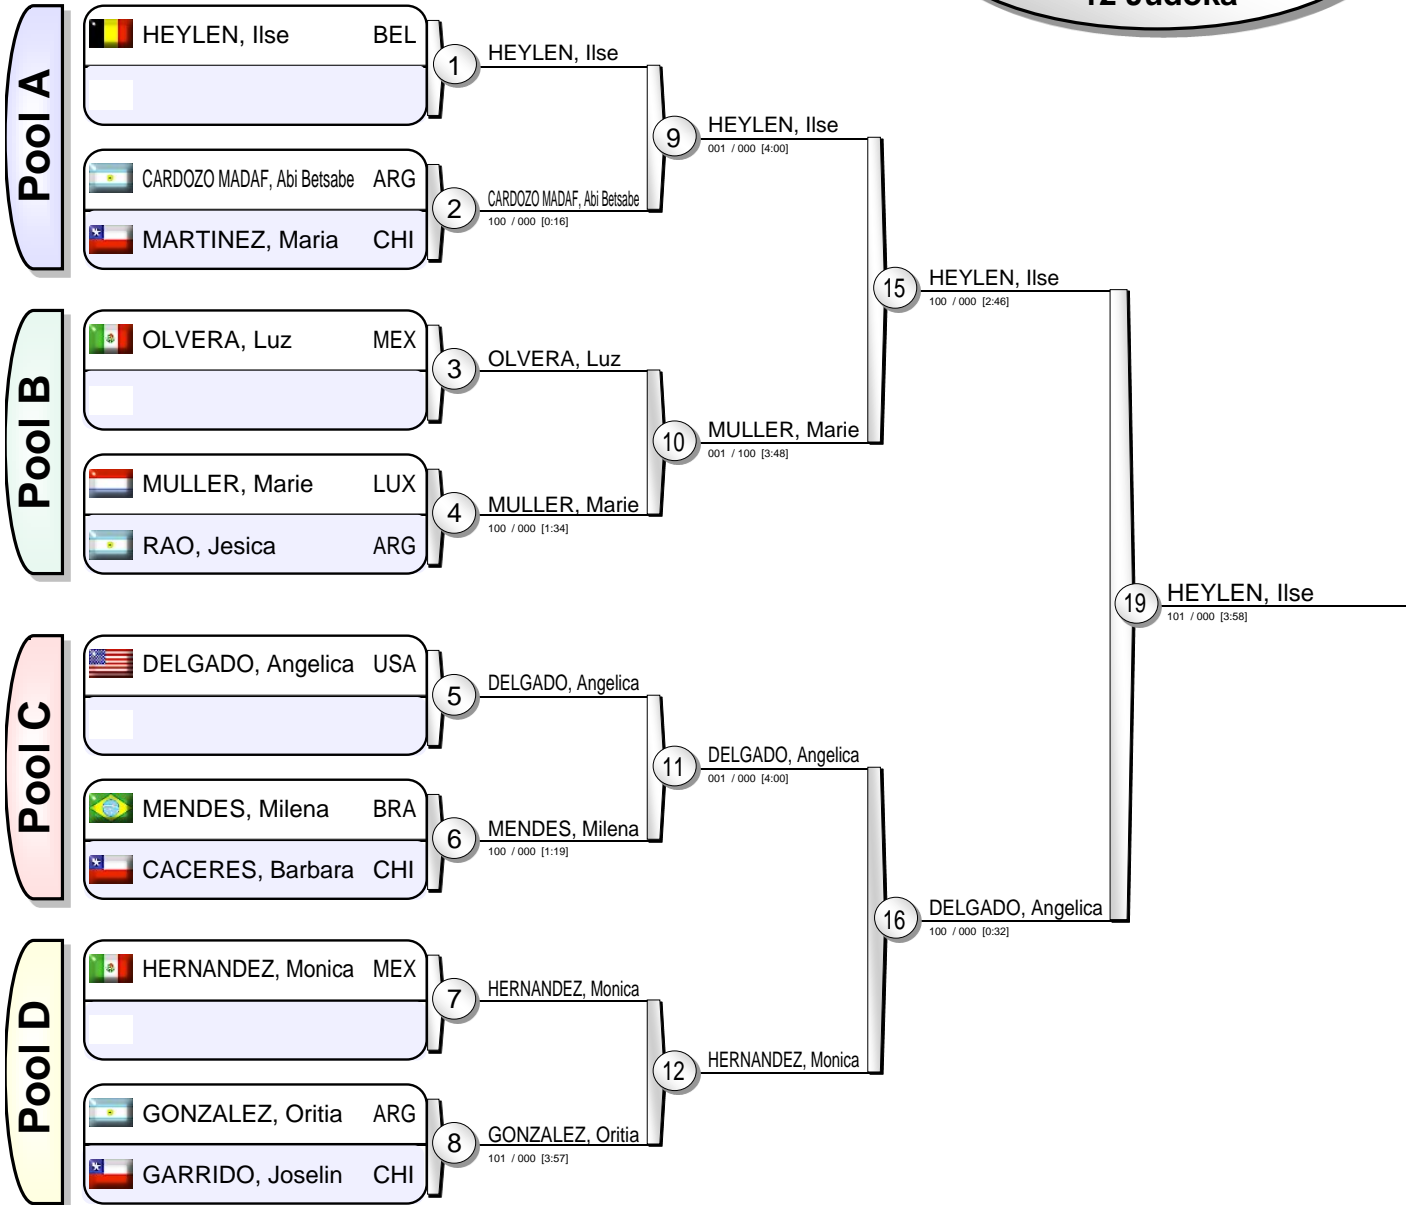 12 Judoka
Pool A
HEYLEN, Ilse BEL
1
HEYLEN, Ilse
CARDOZO MADAF, Abi Betsabe ARG
MARTINEZ, Maria CHI
2
CARDOZO MADAF, Abi Betsabe
100 / 000 [0:16]
9
HEYLEN, Ilse
001 / 000 [4:00]
Pool B
OLVERA, Luz MEX
3
OLVERA, Luz
MULLER, Marie LUX
RAO, Jesica ARG
4
MULLER, Marie
100 / 000 [1:34]
10
MULLER, Marie
001 / 100 [3:48]
15
HEYLEN, Ilse
100 / 000 [2:46]
Pool C
DELGADO, Angelica USA
5
DELGADO, Angelica
MENDES, Milena BRA
CACERES, Barbara CHI
6
MENDES, Milena
100 / 000 [1:19]
11
DELGADO, Angelica
001 / 000 [4:00]
Pool D
HERNANDEZ, Monica MEX
7
HERNANDEZ, Monica
GONZALEZ, Oritia ARG
GARRIDO, Joselin CHI
8
GONZALEZ, Oritia
101 / 000 [3:57]
12
HERNANDEZ, Monica
16
DELGADO, Angelica
100 / 000 [0:32]
19
HEYLEN, Ilse
101 / 000 [3:58]